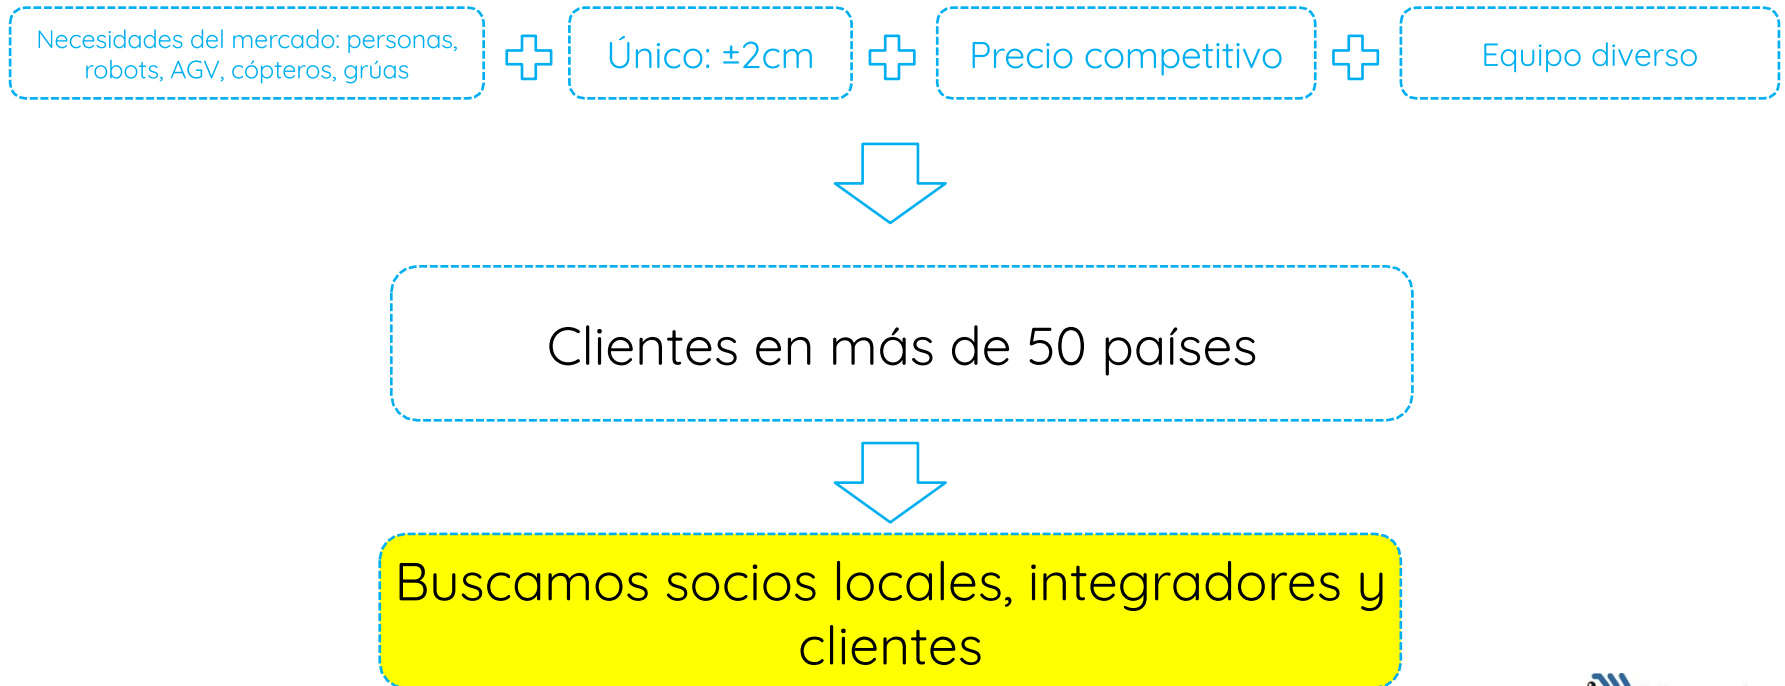 Necesidades del mercado: personas,
robots, AGV, cópteros, grúas
Único: ±2cm
Precio competitivo
Equipo diverso
Clientes en más de 50 países
Buscamos socios locales, integradores y
clientes